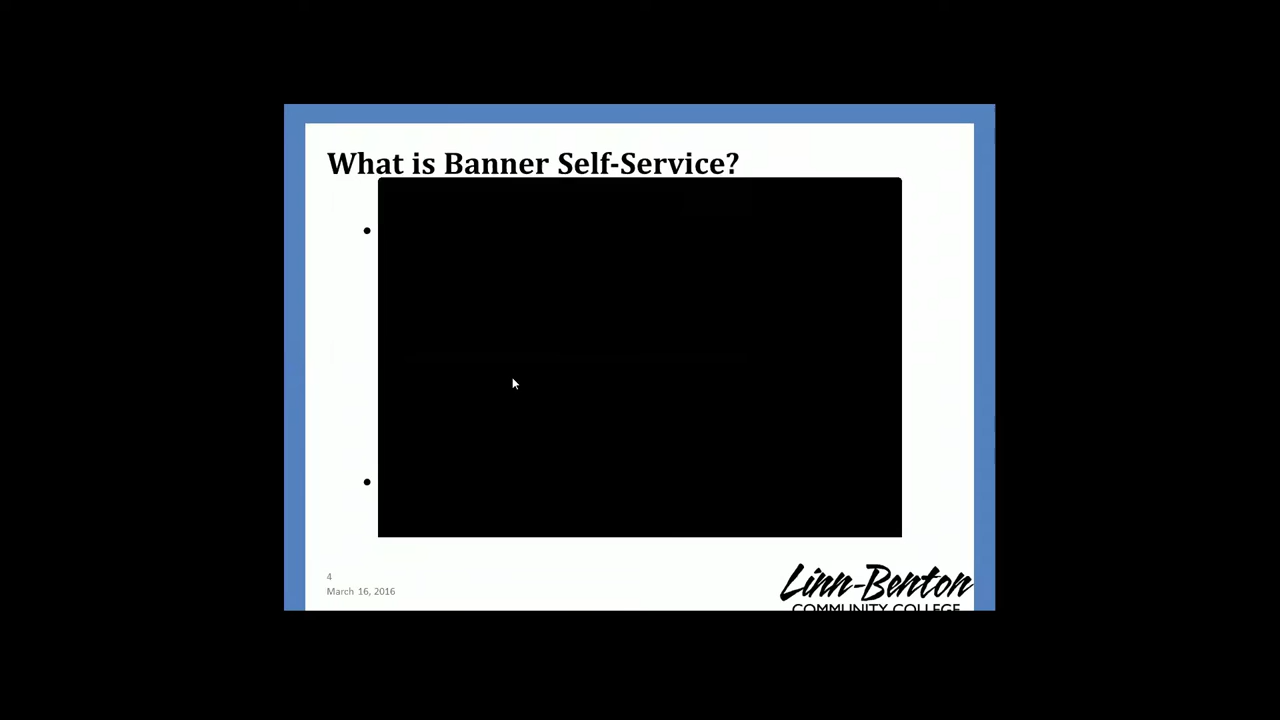 What is Banner Self-Service?
•
•
4
March 16, 2016
Linn-Benton
COMMUNITY COLLEGE